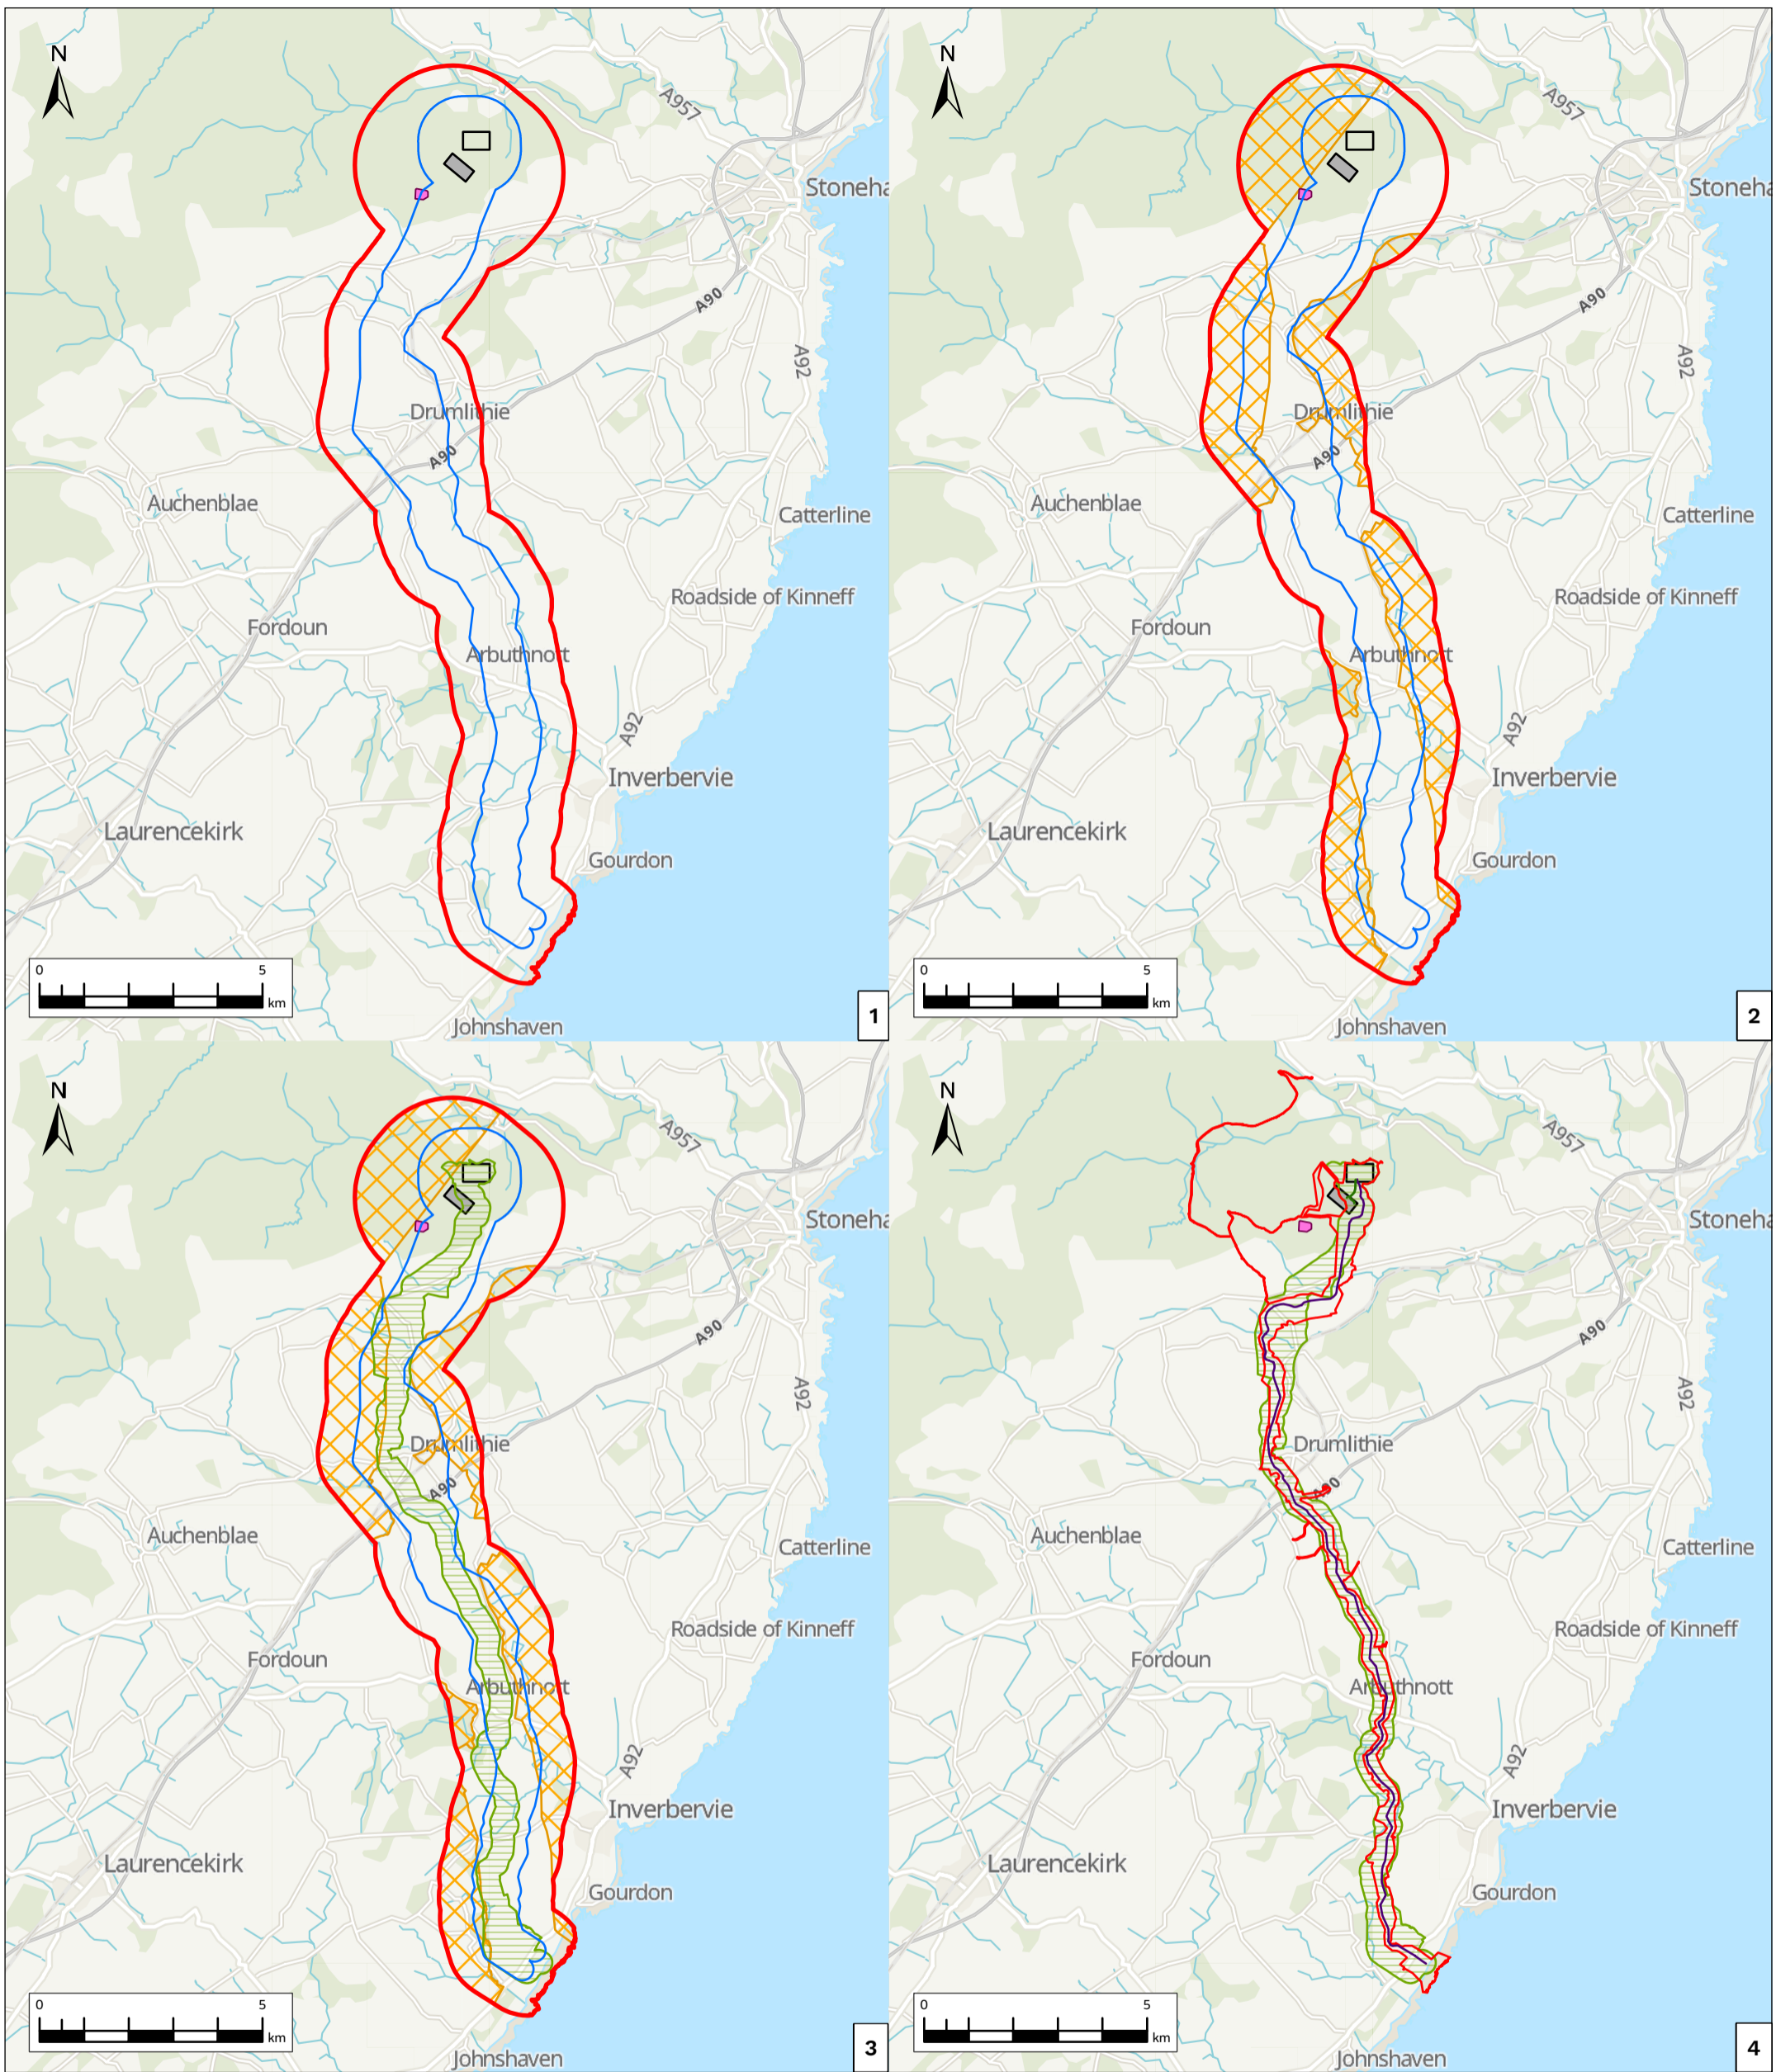 N
A957
Stoneha
A90
A92
Drumlithie
A90
Auchenblae
Catterline
Roadside of Kinneff
Fordoun
Arbuthnott
A92
Inverbervie
Laurencekirk
Gourdon
0 5
km
Johnshaven
1
N
A957
Stoneha
A90
A92
Drumlithie
A90
Auchenblae
Catterline
Roadside of Kinneff
Fordoun
Arbuthnott
A92
Inverbervie
Laurencekirk
Gourdon
0 5
km
Johnshaven
2
N
A957
Stoneha
A90
A92
Drumlithie
A90
Auchenblae
Catterline
Roadside of Kinneff
Fordoun
Arbuthnott
A92
Inverbervie
Laurencekirk
Gourdon
0 5
km
Johnshaven
3
N
A957
Stoneha
A90
A92
Drumlithie
A90
Auchenblae
Catterline
Roadside of Kinneff
Fordoun
Arbuthnott
A92
Inverbervie
Laurencekirk
Gourdon
0 5
km
Johnshaven
4